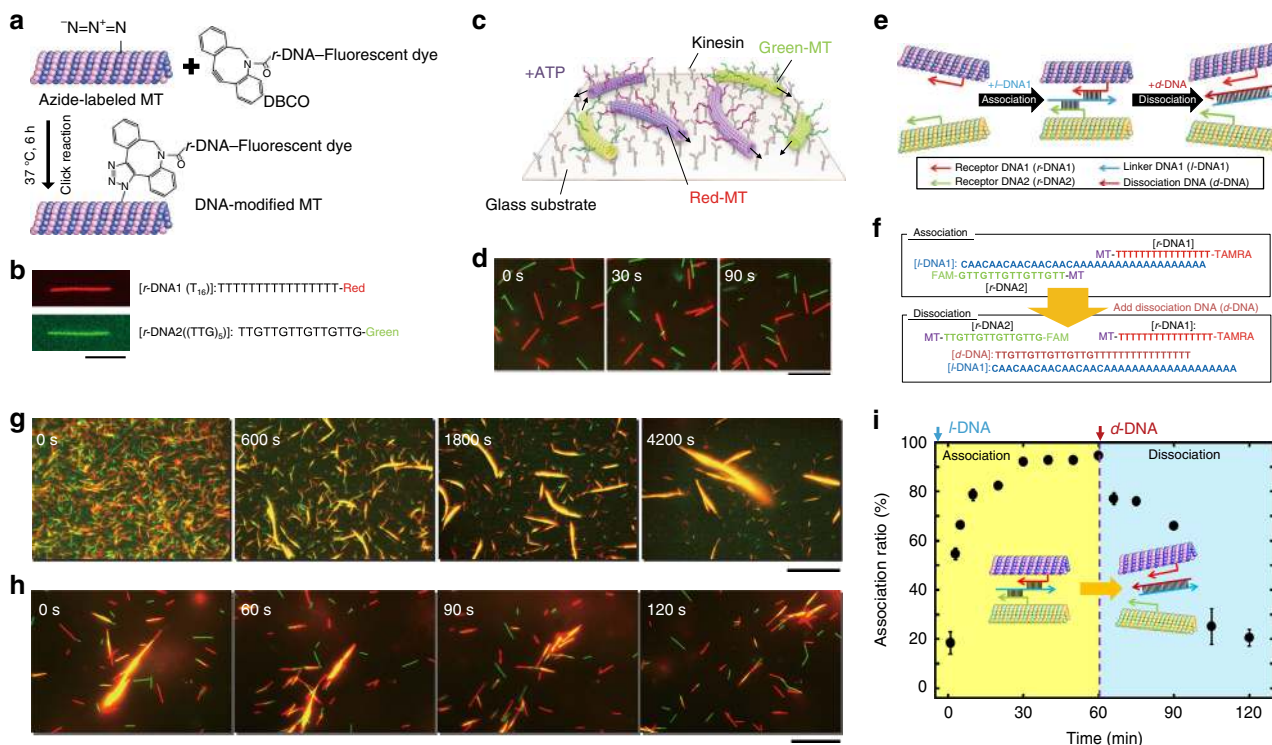 a
⁻N=N⁺=N
Azide-labeled MT
r-DNA–Fluorescent dye
N
O
DBCO
37 °C, 6 h
Click reaction
r-DNA–Fluorescent dye
N
O
N
N
N
DNA-modified MT
b
[r-DNA1 (T₁₆)]:TTTTTTTTTTTTTTTT-Red
[r-DNA2((TTG)₅)]: TTGTTGTTGTTGTTG-Green
c
Kinesin
+ATP
Green-MT
Glass substrate
Red-MT
d
0 s
30 s
90 s
e
+l-DNA1
Association
+d-DNA
Dissociation
Receptor DNA1 (r-DNA1)
Linker DNA1 (l-DNA1)
Receptor DNA2 (r-DNA2)
Dissociation DNA (d-DNA)
f
Association
[r-DNA1]
MT-TTTTTTTTTTTTTTTT-TAMRA
[l-DNA1]: CAACAACAACAACAACAAAAAAAAAAAAAAAAAAA
FAM-GTTGTTGTTGTTGTT-MT
[r-DNA2]
Add dissociation DNA (d-DNA)
Dissociation
[r-DNA2]
[r-DNA1]:
MT-TTGTTGTTGTTGTTG-FAM
MT-TTTTTTTTTTTTTTTT-TAMRA
[d-DNA]: TTGTTGTTGTTGTTGTTTTTTTTTTTTTTTT
[l-DNA1]:CAACAACAACAACAACAAAAAAAAAAAAAAAAAAA
g
0 s
600 s
1800 s
4200 s
h
0 s
60 s
90 s
120 s
i
l-DNA
d-DNA
Association
Dissociation
Association ratio (%)
100
80
60
40
20
0
0
30
60
90
120
Time (min)